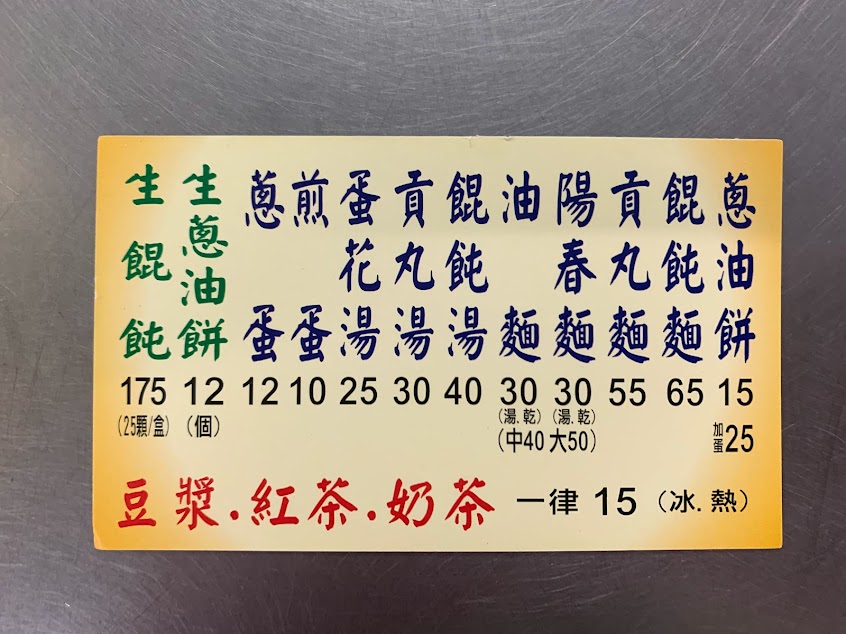 蔥油餅
15
加蛋25
餛飩麵
65
貢丸麵
55
陽春麵
30
(湯.乾)
油麵
30
(湯.乾)
(中40 大50)
餛飩湯
40
貢丸湯
30
蛋花湯
25
煎蛋
10
蔥蛋
12
生蔥油餅
12
(個)
生餛飩
175
(25顆/盒)
豆漿.紅茶.奶茶 一律 15 (冰.熱)